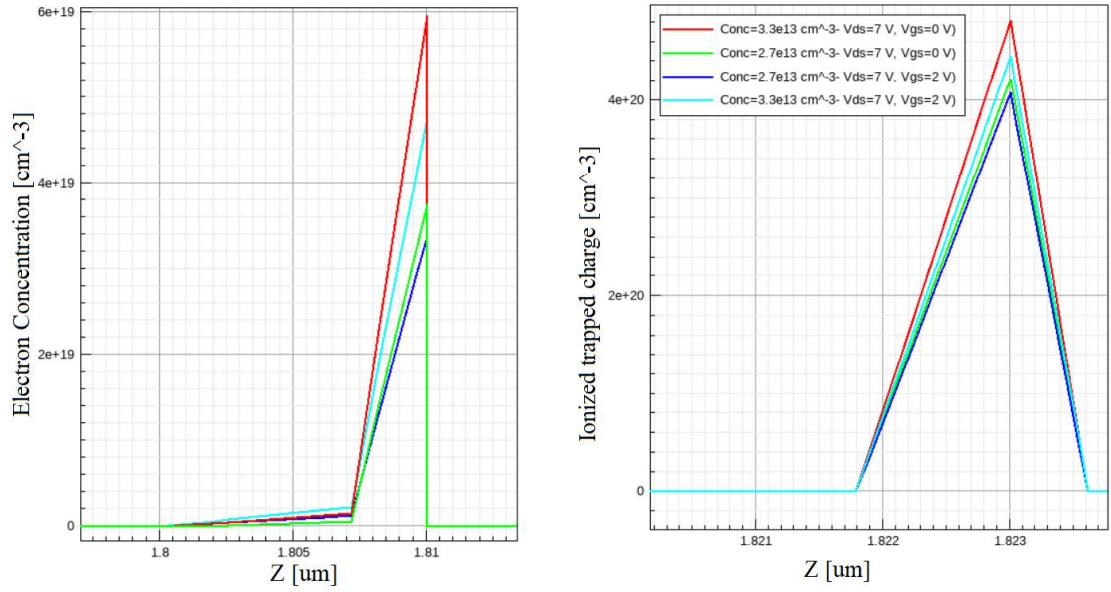 6e+19
4e+19
2e+19
0
Electron Concentration [cm^-3]
1.8
1.805
1.81
Z [um]
Conc=3.3e13 cm^-3- Vds=7 V, Vgs=0 V)
Conc=2.7e13 cm^-3- Vds=7 V, Vgs=0 V)
Conc=2.7e13 cm^-3- Vds=7 V, Vgs=2 V)
Conc=3.3e13 cm^-3- Vds=7 V, Vgs=2 V)
4e+20
2e+20
0
Ionized trapped charge [cm^-3]
1.821
1.822
1.823
Z [um]